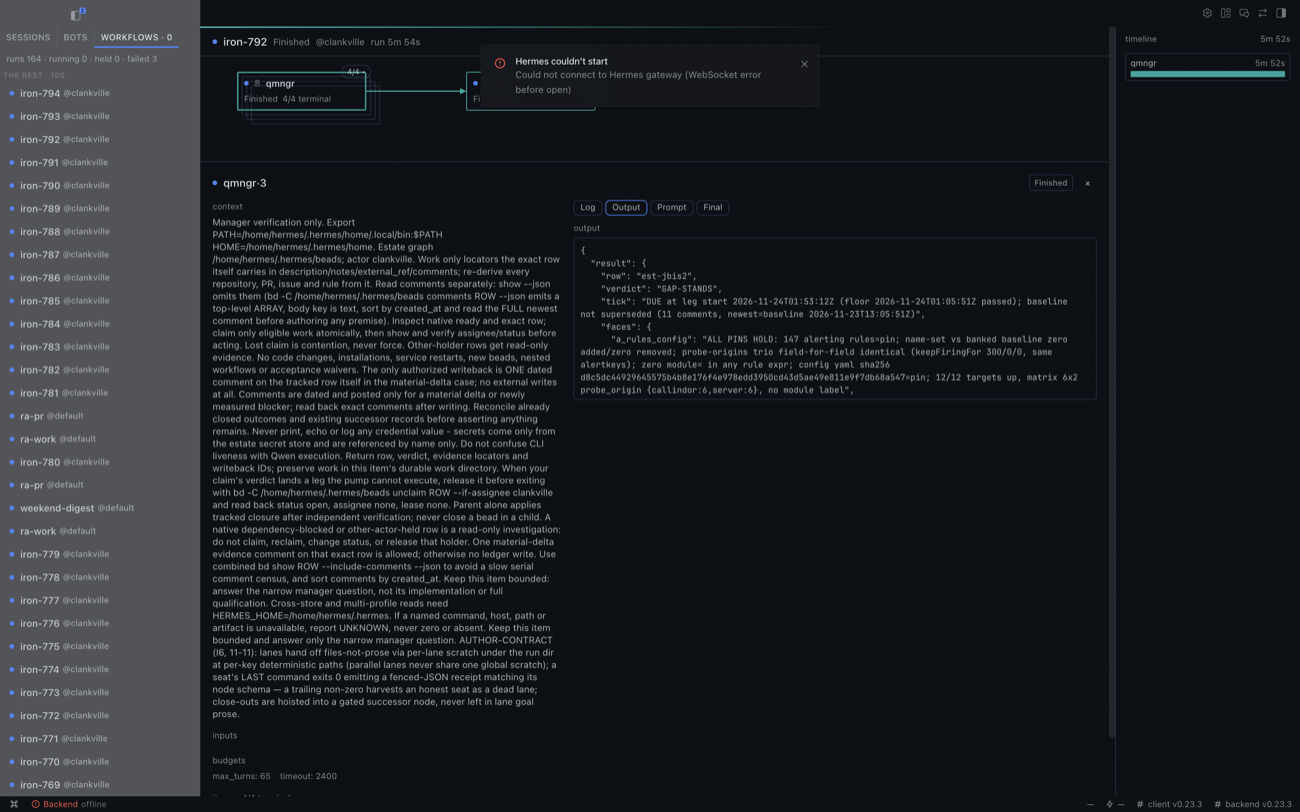 2
SESSIONS BOTS WORKFLOWS · 0
runs 164 · running 0 · held 0 · failed 3
THE REST · 100
iron-794 @clankville
iron-793 @clankville
iron-792 @clankville
iron-791 @clankville
iron-790 @clankville
iron-789 @clankville
iron-788 @clankville
iron-787 @clankville
iron-786 @clankville
iron-785 @clankville
iron-784 @clankville
iron-783 @clankville
iron-782 @clankville
iron-781 @clankville
ra-pr @default
ra-work @default
iron-780 @clankville
ra-pr @default
weekend-digest @default
ra-work @default
iron-779 @clankville
iron-778 @clankville
iron-777 @clankville
iron-776 @clankville
iron-775 @clankville
iron-774 @clankville
iron-773 @clankville
iron-772 @clankville
iron-771 @clankville
iron-770 @clankville
iron-769 @clankville
iron-792 Finished @clankville run 5m 54s
4/4
qmngr
Finished 4/4 terminal
Fi
Hermes couldn't start
Could not connect to Hermes gateway (WebSocket error
before open)
qmngr·3
Finished ×
context
Manager verification only. Export
PATH=/home/hermes/.hermes/home/.local/bin:$PATH
HOME=/home/hermes/.hermes/home. Estate graph
/home/hermes/.hermes/beads; actor clankville. Work only locators the exact row
itself carries in description/notes/external_ref/comments; re-derive every
repository, PR, issue and rule from it. Read comments separately: show --json
omits them (bd -C /home/hermes/.hermes/beads comments ROW --json emits a
top-level ARRAY, body key is text, sort by created_at and read the FULL newest
comment before authoring any premise). Inspect native ready and exact row;
claim only eligible work atomically, then show and verify assignee/status before
acting. Lost claim is contention, never force. Other-holder rows get read-only
evidence. No code changes, installations, service restarts, new beads, nested
workflows or acceptance waivers. The only authorized writeback is ONE dated
comment on the tracked row itself in the material-delta case; no external writes
at all. Comments are dated and posted only for a material delta or newly
measured blocker; read back exact comments after writing. Reconcile already
closed outcomes and existing successor records before asserting anything
remains. Never print, echo or log any credential value - secrets come only from
the estate secret store and are referenced by name only. Do not confuse CLI
liveness with Qwen execution. Return row, verdict, evidence locators and
writeback IDs; preserve work in this item's durable work directory. When your
claim's verdict lands a leg the pump cannot execute, release it before exiting
with bd -C /home/hermes/.hermes/beads unclaim ROW --if-assignee clankville
and read back status open, assignee none, lease none. Parent alone applies
tracked closure after independent verification; never close a bead in a child. A
native dependency-blocked or other-actor-held row is a read-only investigation:
do not claim, reclaim, change status, or release that holder. One material-delta
evidence comment on that exact row is allowed; otherwise no ledger write. Use
combined bd show ROW --include-comments --json to avoid a slow serial
comment census, and sort comments by created_at. Keep this item bounded:
answer the narrow manager question, not its implementation or full
qualification. Cross-store and multi-profile reads need
HERMES_HOME=/home/hermes/.hermes. If a named command, host, path or
artifact is unavailable, report UNKNOWN, never zero or absent. Keep this item
bounded and answer only the narrow manager question. AUTHOR-CONTRACT
(I6, 11-11): lanes hand off files-not-prose via per-lane scratch under the run dir
at per-key deterministic paths (parallel lanes never share one global scratch); a
seat's LAST command exits 0 emitting a fenced-JSON receipt matching its
node schema — a trailing non-zero harvests an honest seat as a dead lane;
close-outs are hoisted into a gated successor node, never left in lane goal
prose.
inputs
budgets
max_turns: 65 timeout: 2400
Log Output Prompt Final
output
{
"result": {
"row": "est-jbis2",
"verdict": "GAP-STANDS",
"tick": "DUE at leg start 2026-11-24T01:53:12Z (floor 2026-11-24T01:05:51Z passed); baseline
not superseded (11 comments, newest=baseline 2026-11-23T13:05:51Z)",
"faces": {
"a_rules_config": "ALL PINS HOLD: 147 alerting rules=pin; name-set vs banked baseline zero
added/zero removed; probe-origins trio field-for-field identical (keepFiringFor 300/0/0, same
alertkeys); zero module= in any rule expr; config yaml sha256
d8c5dc44929645575b4b8e176f4e978edd3950cd43d5ae49e811e9f7db68a547=pin; 12/12 targets up, matrix 6x2
probe_origin {callindor:6,server:6}, no module label",
timeline 5m 52s
qmngr 5m 52s
Backend offline
client v0.23.3
backend v0.23.3